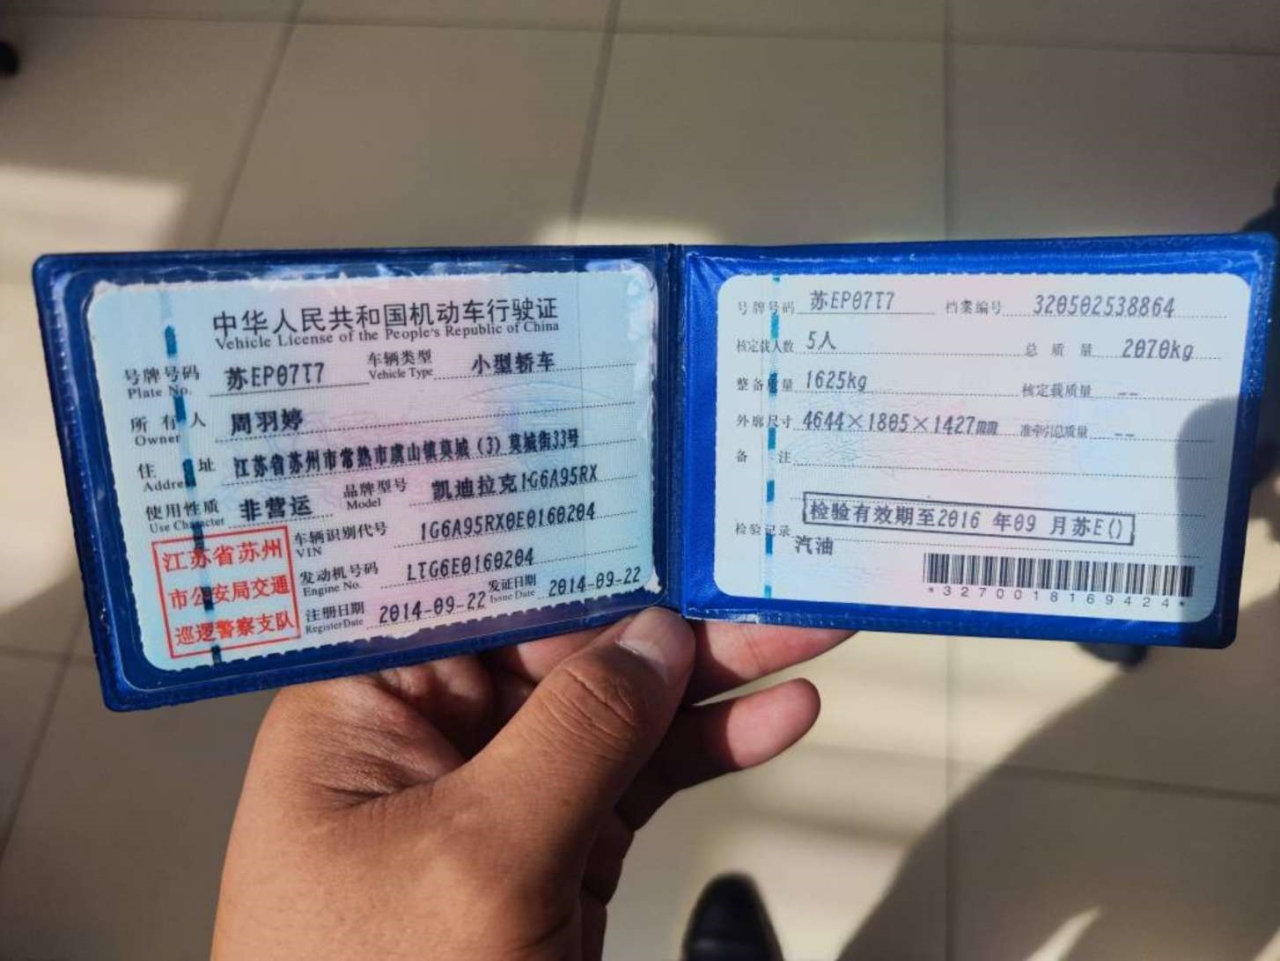 中华人民共和国机动车行驶证
Vehicle License of the People's Republic of China
号牌号码 苏EP07T7 车辆类型 小型轿车
Plate No. Vehicle Type
所有人 周羽婷
Owner
住址 江苏省苏州市常熟市虞山镇莫城(3)莫城街33号
Address
使用性质 非营运 品牌型号 凯迪拉克1G6A95RX
Use Character Model
江苏省苏州
市公安局交通
巡逻警察支队
车辆识别代号 1G6A95RX0E0160204
VIN
发动机号码 LTG6E0160204
Engine No.
注册日期 2014-09-22 发证日期 2014-09-22
Register Date Issue Date
号牌号码 苏EP07T7 档案编号 320502538864
核定载人数 5人 总质量 2070kg
整备质量 1625kg 核定载质量 --
外廓尺寸 4644×1805×1427mm 准牵引总质量 --
备注
检验有效期至2016 年09 月苏E()
检验记录
汽油
*3270018169424*